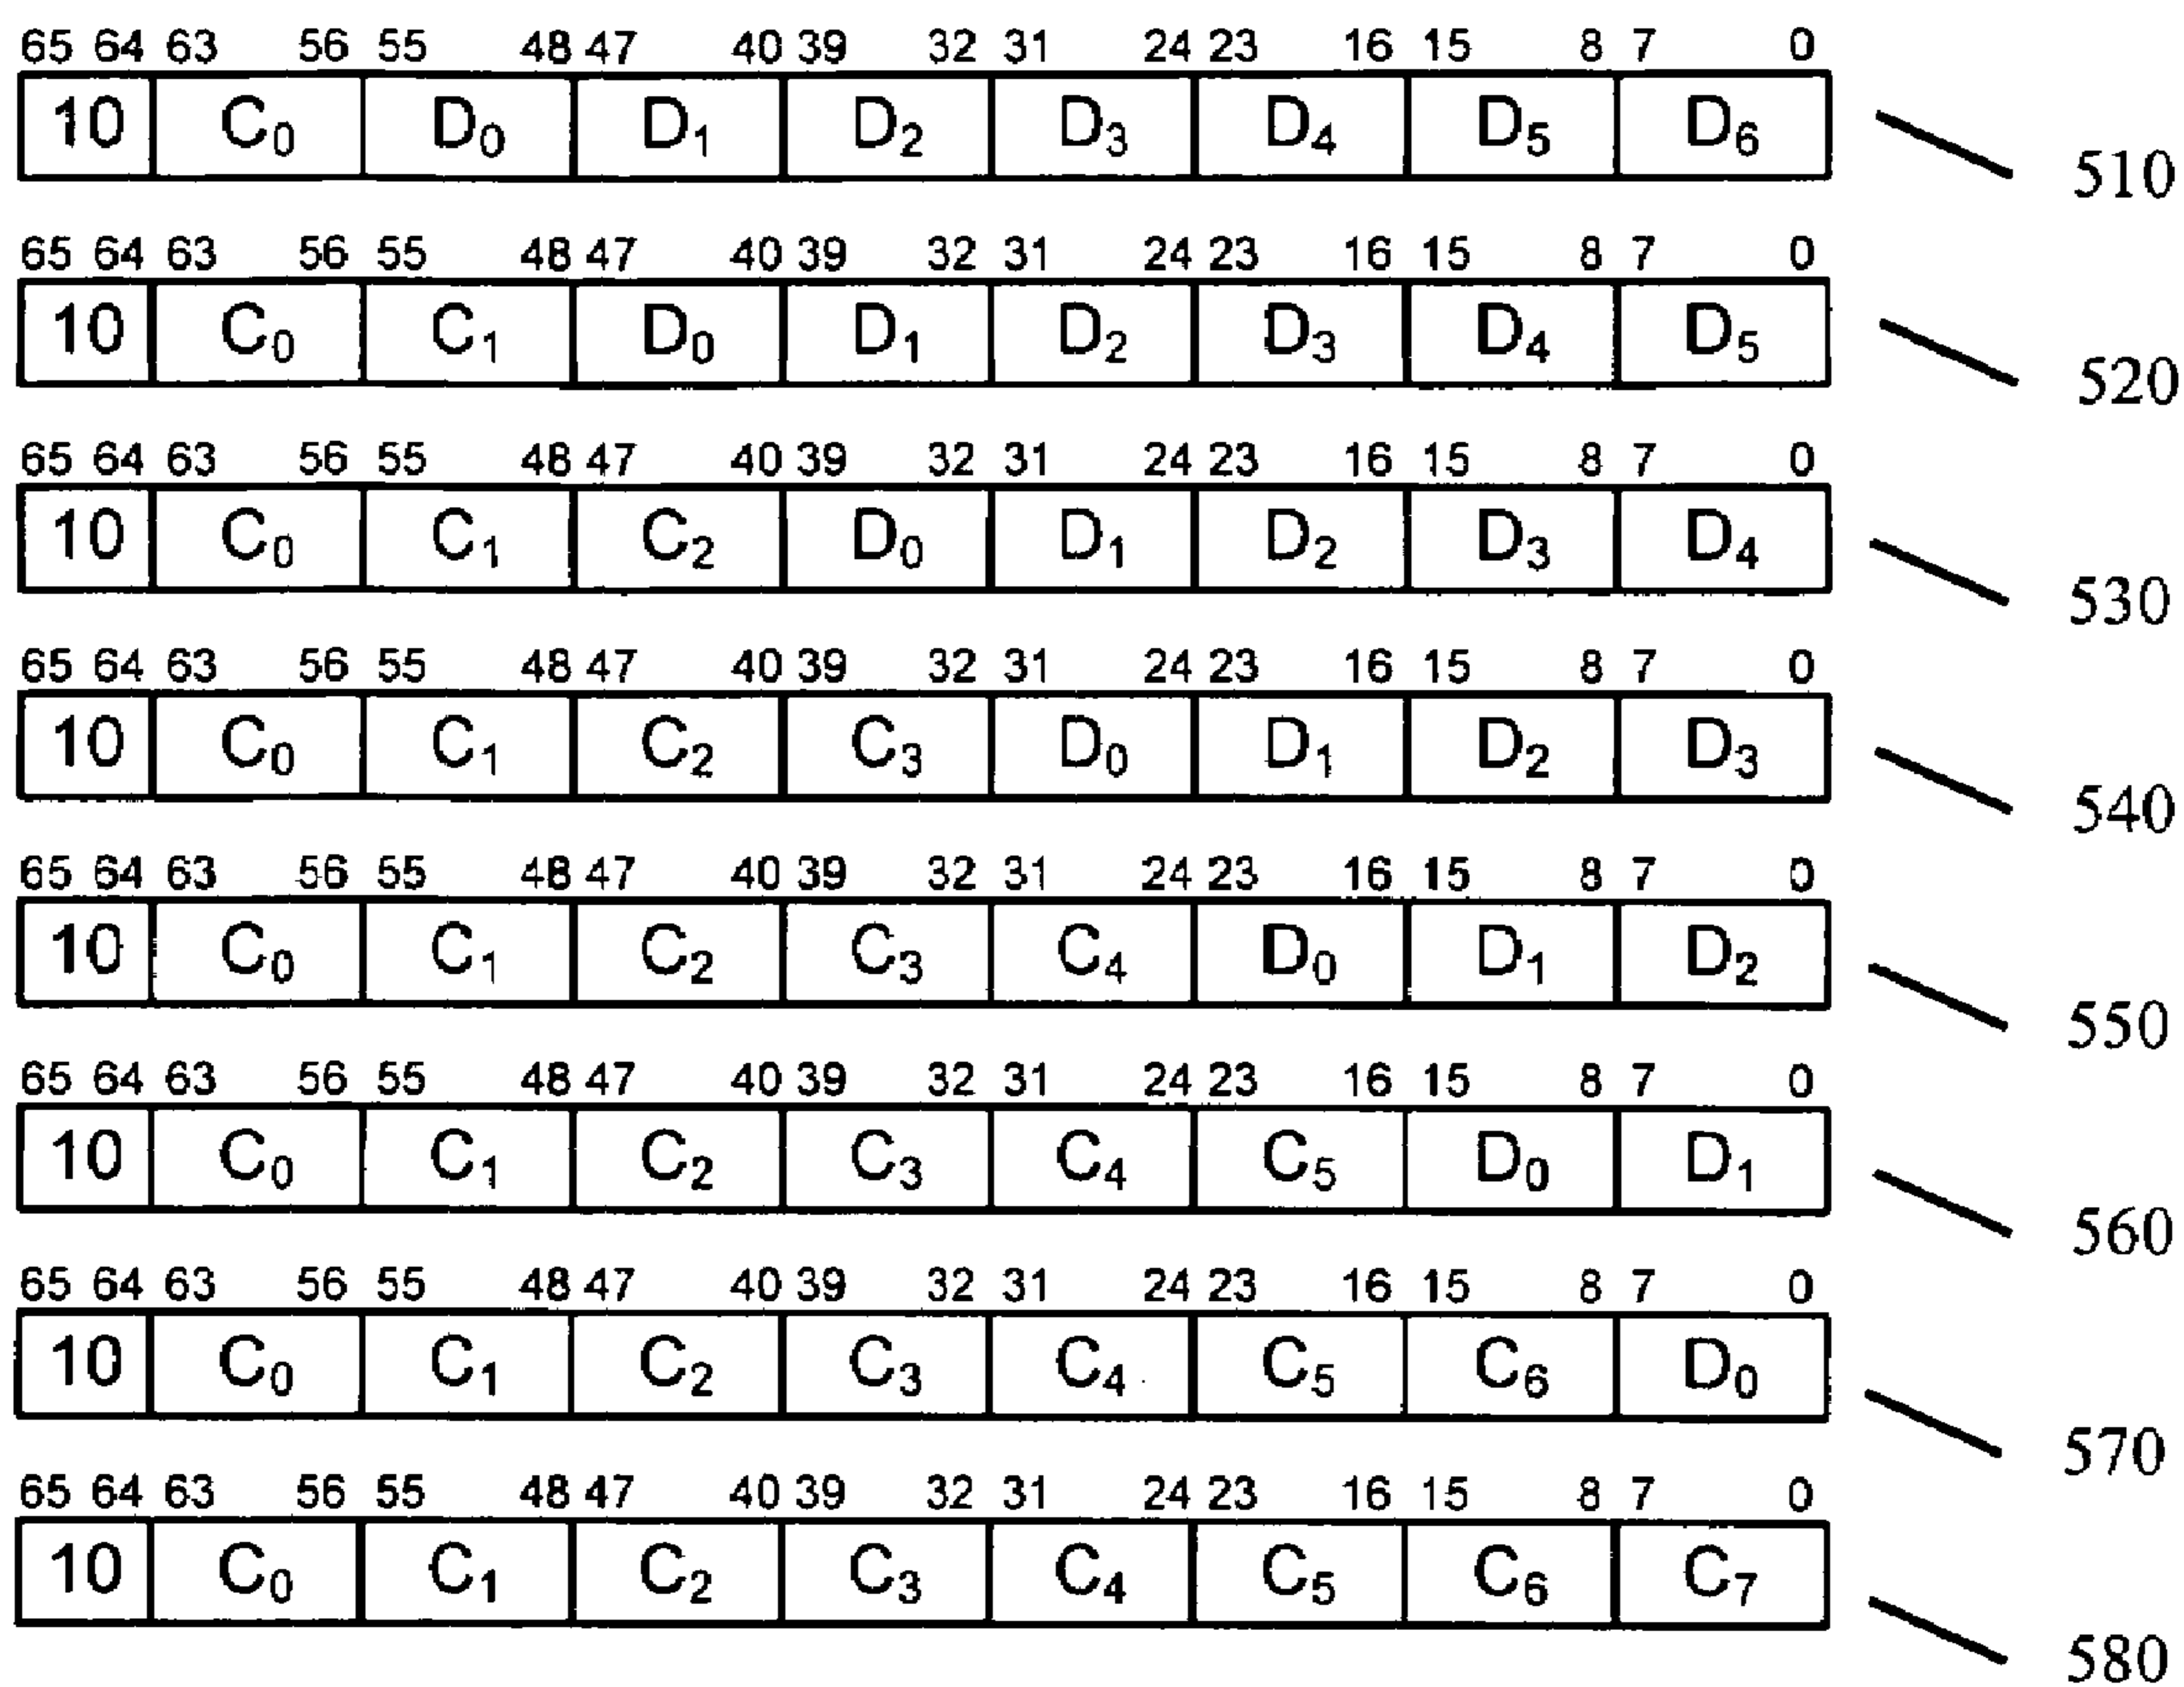 65 64 63 56 55 48 47 40 39 32 31 24 23 16 15 8 7 0
10 C₀ D₀ D₁ D₂ D₃ D₄ D₅ D₆ 510
65 64 63 56 55 48 47 40 39 32 31 24 23 16 15 8 7 0
10 C₀ C₁ D₀ D₁ D₂ D₃ D₄ D₅ 520
65 64 63 56 55 48 47 40 39 32 31 24 23 16 15 8 7 0
10 C₀ C₁ C₂ D₀ D₁ D₂ D₃ D₄ 530
65 64 63 56 55 48 47 40 39 32 31 24 23 16 15 8 7 0
10 C₀ C₁ C₂ C₃ D₀ D₁ D₂ D₃ 540
65 64 63 56 55 48 47 40 39 32 31 24 23 16 15 8 7 0
10 C₀ C₁ C₂ C₃ C₄ D₀ D₁ D₂ 550
65 64 63 56 55 48 47 40 39 32 31 24 23 16 15 8 7 0
10 C₀ C₁ C₂ C₃ C₄ C₅ D₀ D₁ 560
65 64 63 56 55 48 47 40 39 32 31 24 23 16 15 8 7 0
10 C₀ C₁ C₂ C₃ C₄ C₅ C₆ D₀ 570
65 64 63 56 55 48 47 40 39 32 31 24 23 16 15 8 7 0
10 C₀ C₁ C₂ C₃ C₄ C₅ C₆ C₇ 580